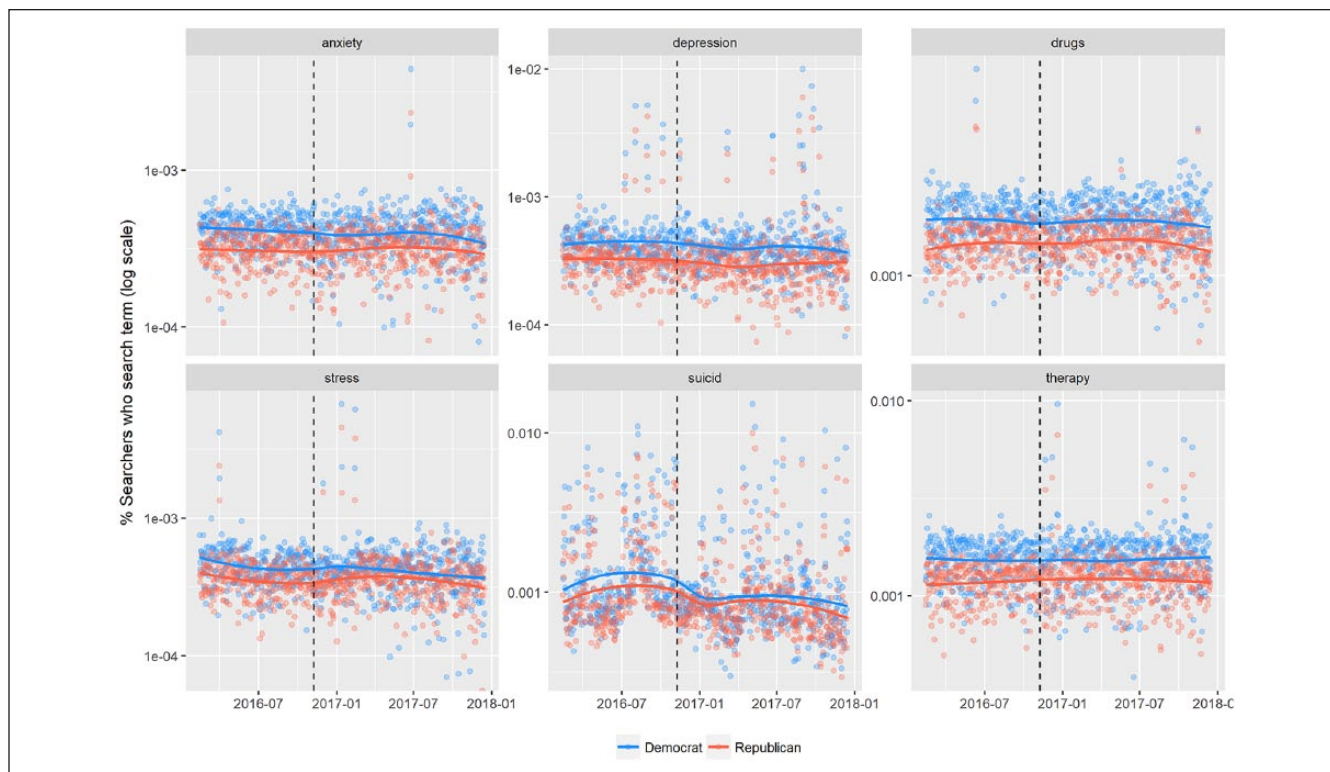 anxiety
depression
drugs
% Searchers who search term (log scale)
1e-03
1e-04
1e-02
1e-03
1e-04
0.001
stress
suicid
therapy
1e-03
1e-04
0.010
0.001
0.010
0.001
2016-07 2017-01 2017-07 2018-01
2016-07 2017-01 2017-07 2018-01
2016-07 2017-01 2017-07 2018-0
Democrat Republican